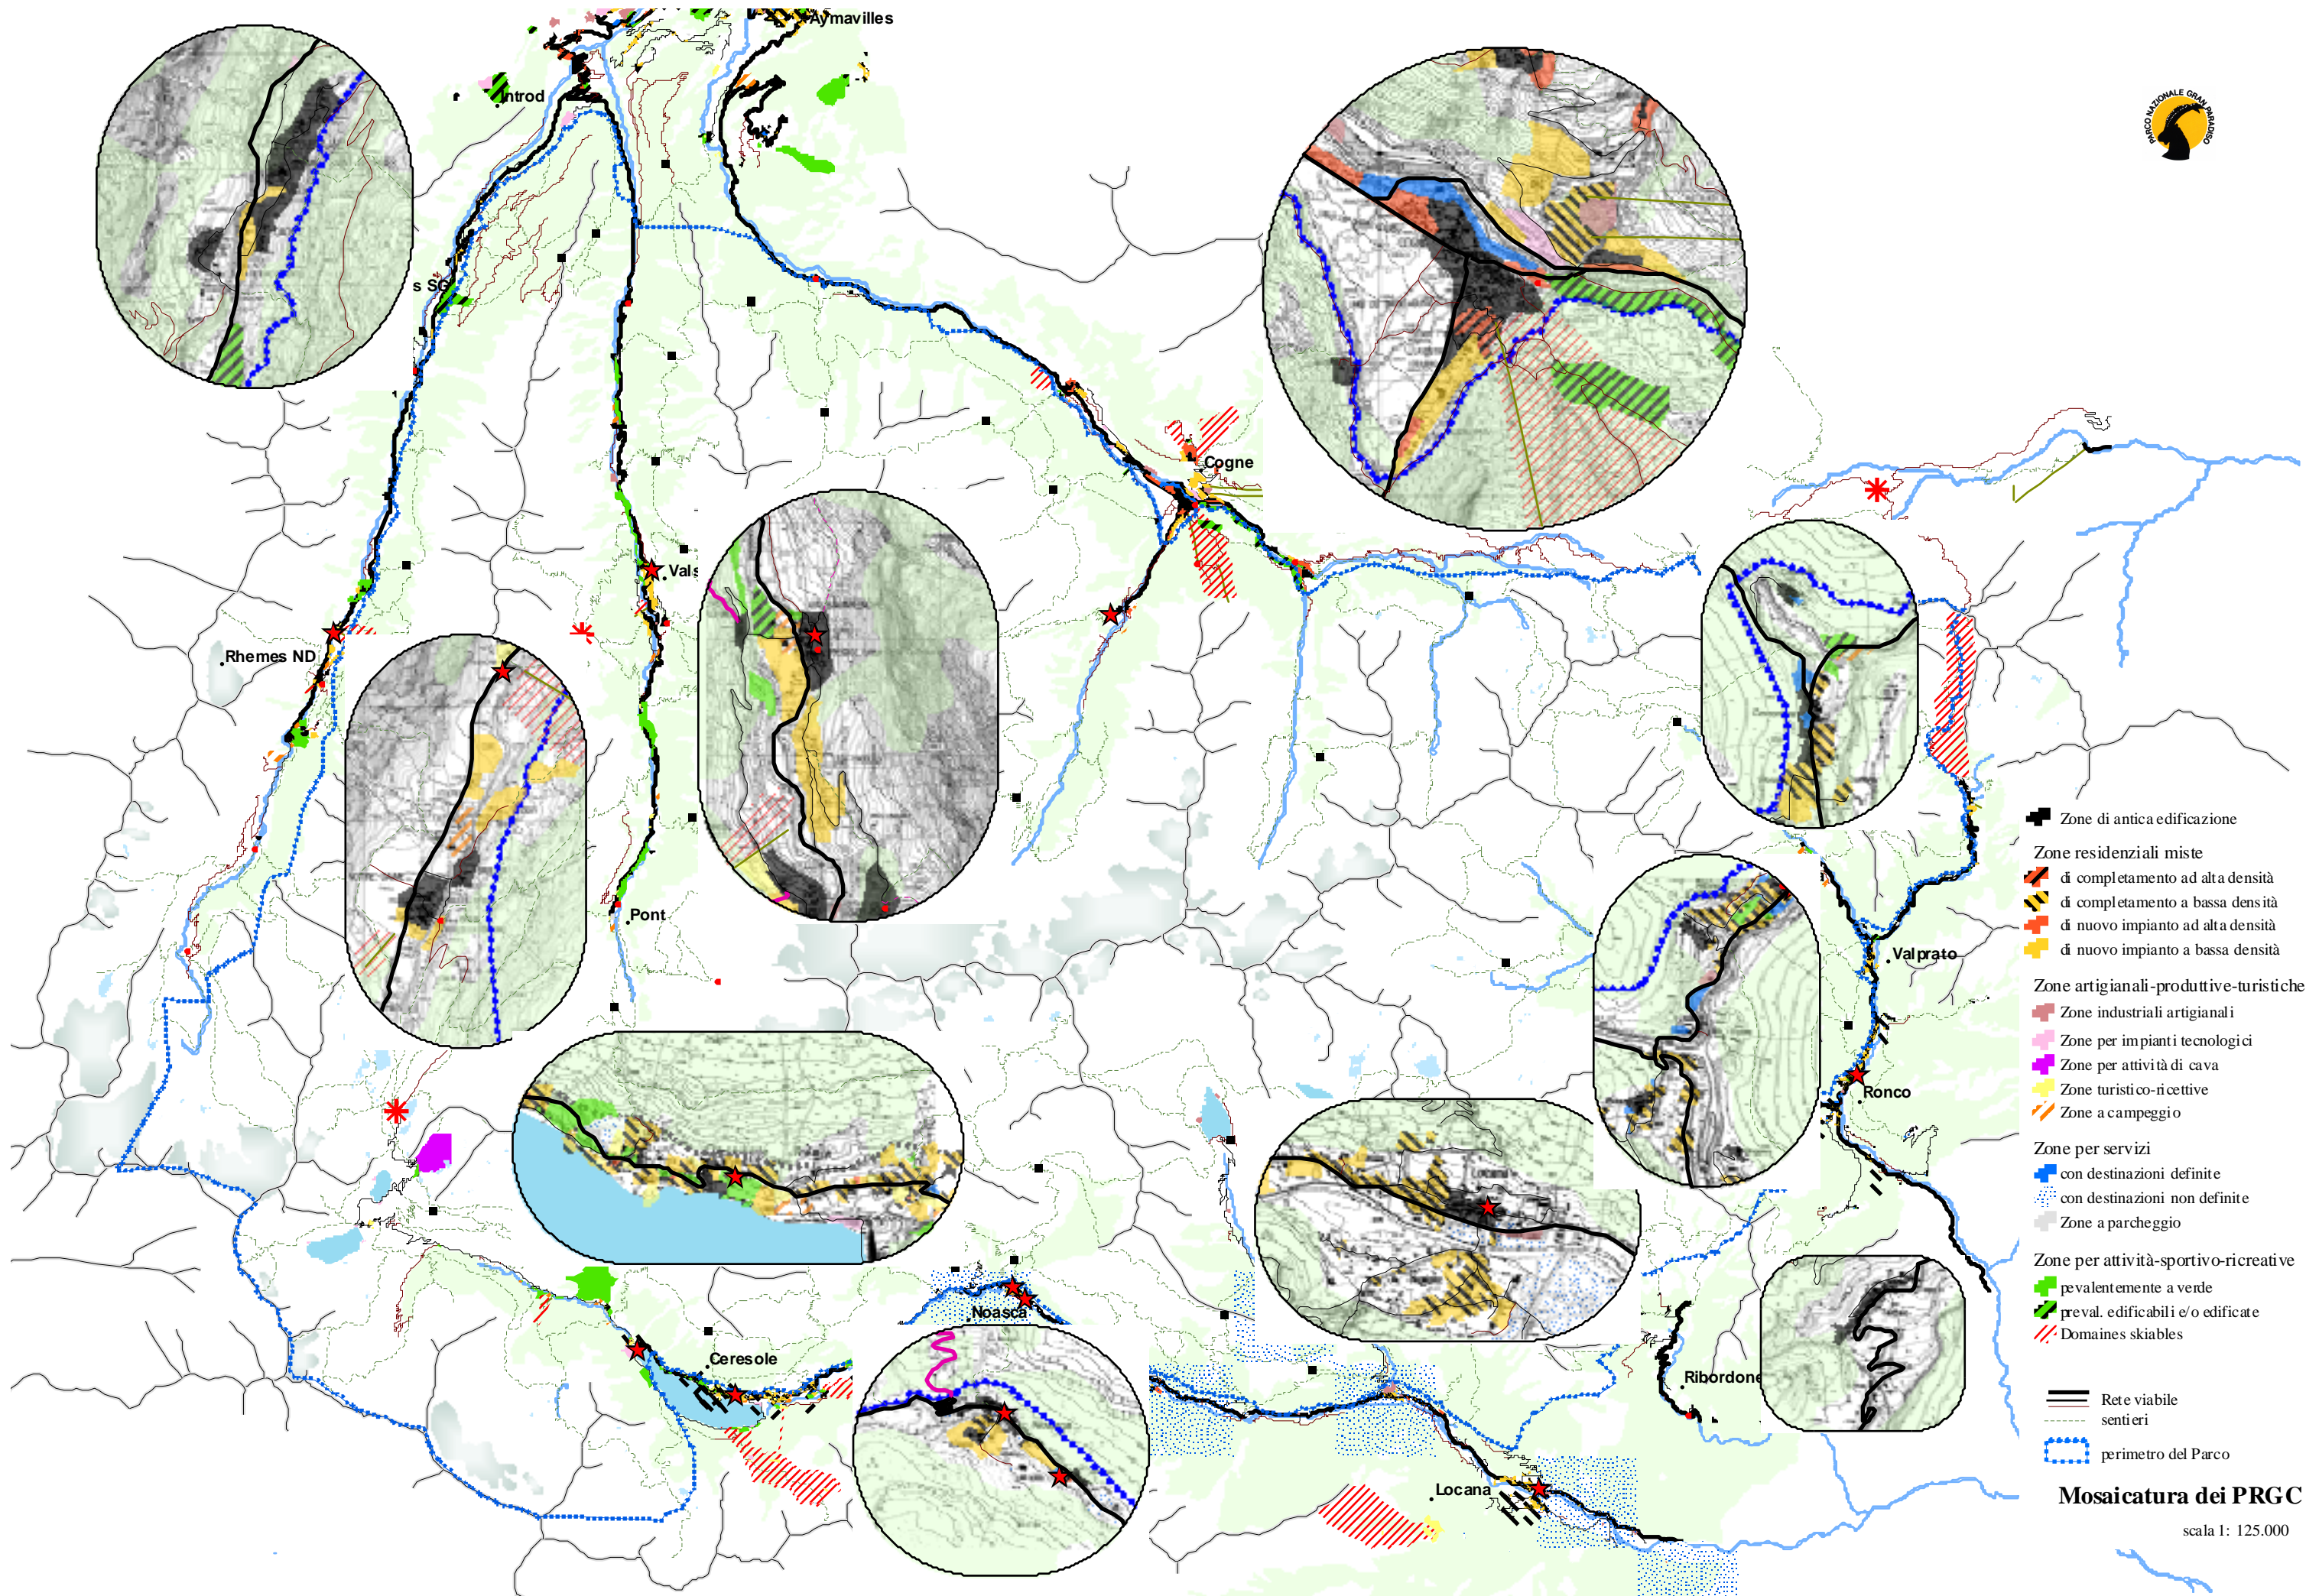 Aymavilles
Introd
PARCO NAZIONALE GRAN PARADISO
s SG
Cogne
Vals
Rhemes ND
Pont
Valprato
Ronco
Noasca
Ceresole
Ribordone
Locana
Zone di antica edificazione
Zone residenziali miste
di completamento ad alta densità
di completamento a bassa densità
di nuovo impianto ad alta densità
di nuovo impianto a bassa densità
Zone artigianali-produttive-turistiche
Zone industriali artigianali
Zone per impianti tecnologici
Zone per attività di cava
Zone turistico-ricettive
Zone a campeggio
Zone per servizi
con destinazioni definite
con destinazioni non definite
Zone a parcheggio
Zone per attività-sportivo-ricreative
pevalentemente a verde
preval. edificabili e/o edificate
Domaines skiables
Rete viabile
sentieri
perimetro del Parco
Mosaicatura dei PRGC
scala 1: 125.000